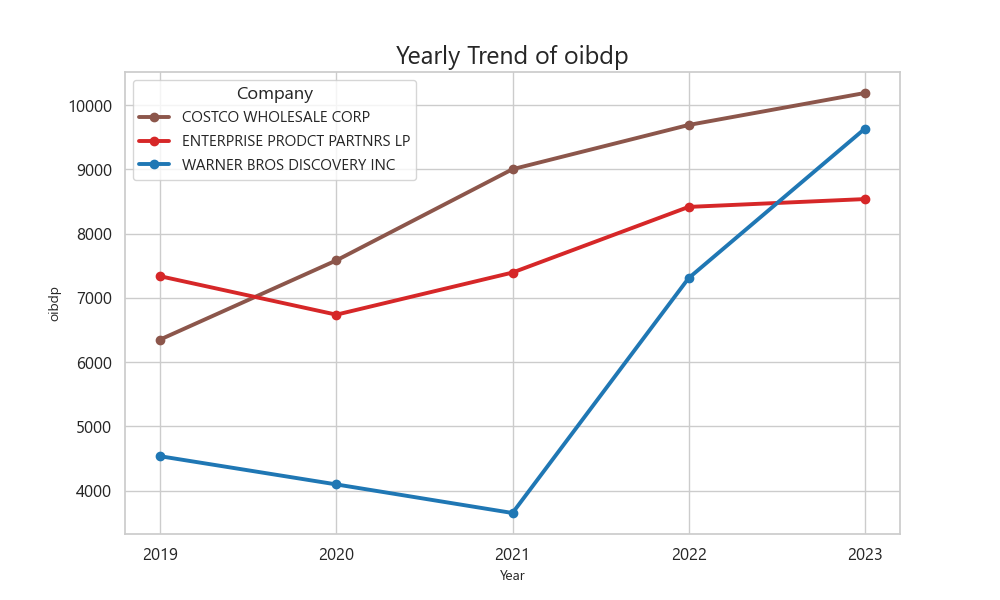 Yearly Trend of oibdp
Company
COSTCO WHOLESALE CORP
ENTERPRISE PRODCT PARTNRS LP
WARNER BROS DISCOVERY INC
10000
9000
8000
7000
6000
5000
4000
oibdp
2019 2020 2021 2022 2023
Year